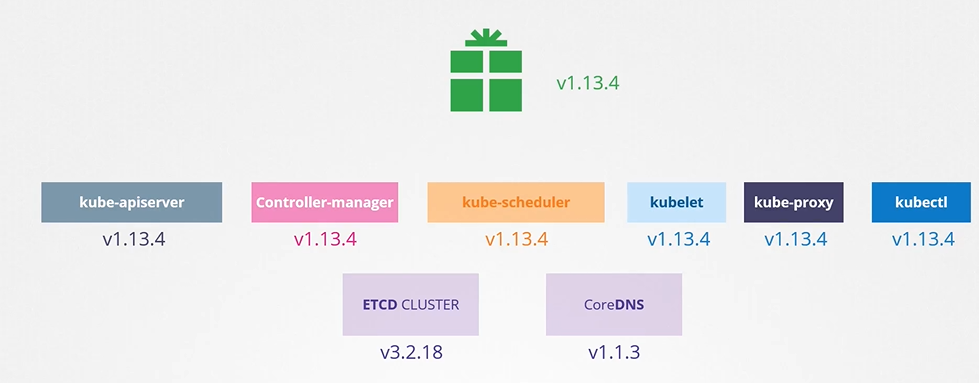 v1.13.4
kube-apiserver
Controller-manager
kube-scheduler
kubelet
kube-proxy
kubectl
v1.13.4
v1.13.4
v1.13.4
v1.13.4
v1.13.4
v1.13.4
ETCD CLUSTER
CoreDNS
v3.2.18
v1.1.3